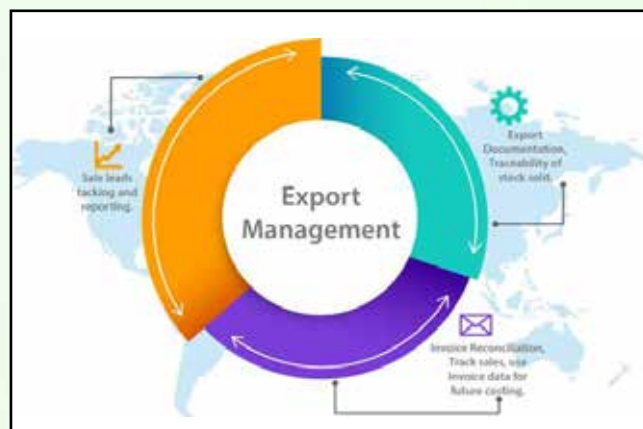 Export
Management
Sale leads
tacking and
reporting.
Export
Documentation,
Traceability of
stock sold.
Invoice Reconciliation,
Track sales, use
Invoice data for
future costing.